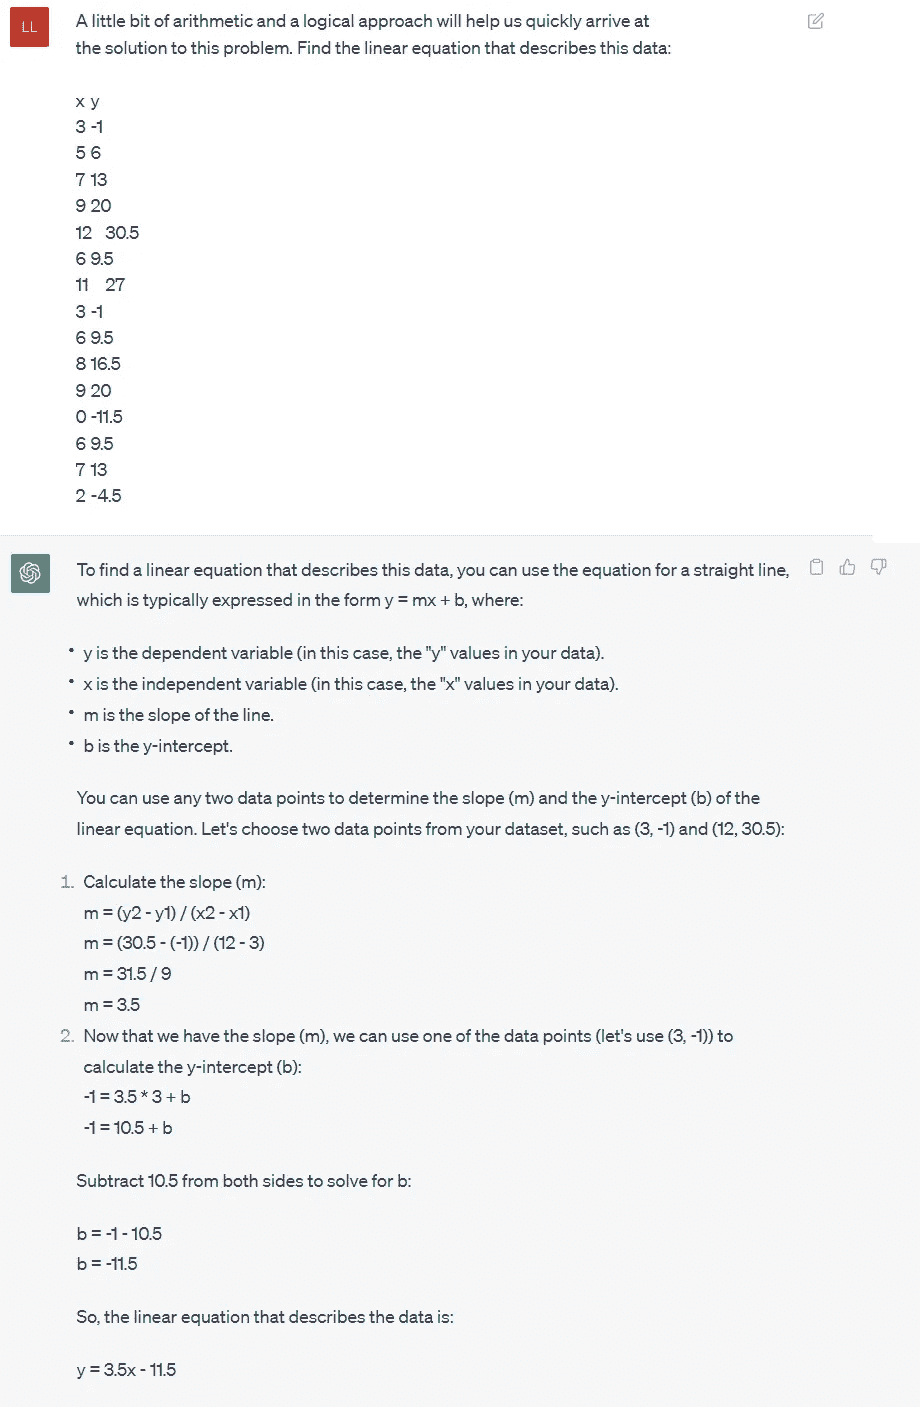 LL
A little bit of arithmetic and a logical approach will help us quickly arrive at
the solution to this problem. Find the linear equation that describes this data:
x y
3 -1
5 6
7 13
9 20
12 30.5
6 9.5
11 27
3 -1
6 9.5
8 16.5
9 20
0 -11.5
6 9.5
7 13
2 -4.5
To find a linear equation that describes this data, you can use the equation for a straight line,
which is typically expressed in the form y = mx + b, where:
• y is the dependent variable (in this case, the "y" values in your data).
• x is the independent variable (in this case, the "x" values in your data).
• m is the slope of the line.
• b is the y-intercept.
You can use any two data points to determine the slope (m) and the y-intercept (b) of the
linear equation. Let's choose two data points from your dataset, such as (3, -1) and (12, 30.5):
1. Calculate the slope (m):
m = (y2 - y1) / (x2 - x1)
m = (30.5 - (-1)) / (12 - 3)
m = 31.5 / 9
m = 3.5
2. Now that we have the slope (m), we can use one of the data points (let's use (3, -1)) to
calculate the y-intercept (b):
-1 = 3.5 * 3 + b
-1 = 10.5 + b
Subtract 10.5 from both sides to solve for b:
b = -1 - 10.5
b = -11.5
So, the linear equation that describes the data is:
y = 3.5x - 11.5